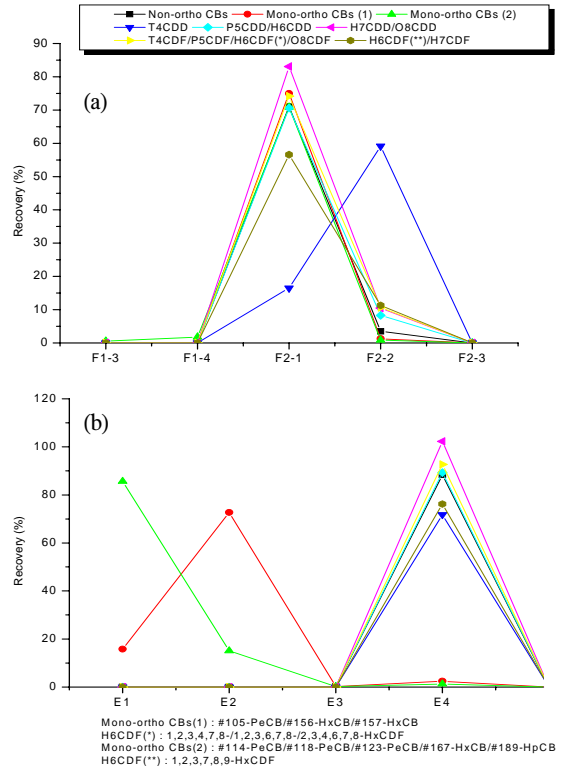 Non-ortho CBs Mono-ortho CBs (1) Mono-ortho CBs (2)
T4CDD P5CDD/H6CDD H7CDD/O8CDD
T4CDF/P5CDF/H6CDF(*)/O8CDF H6CDF(**)/H7CDF
(a)
Recovery (%)
90
80
70
60
50
40
30
20
10
0
F1-3 F1-4 F2-1 F2-2 F2-3
(b)
Recovery (%)
120
100
80
60
40
20
0
E1 E2 E3 E4
Mono-ortho CBs(1) : #105-PeCB/#156-HxCB/#157-HxCB
H6CDF(*) : 1,2,3,4,7,8-/1,2,3,6,7,8-/2,3,4,6,7,8-HxCDF
Mono-ortho CBs(2) : #114-PeCB/#118-PeCB/#123-PeCB/#167-HxCB/#189-HpCB
H6CDF(**) : 1,2,3,7,8,9-HxCDF